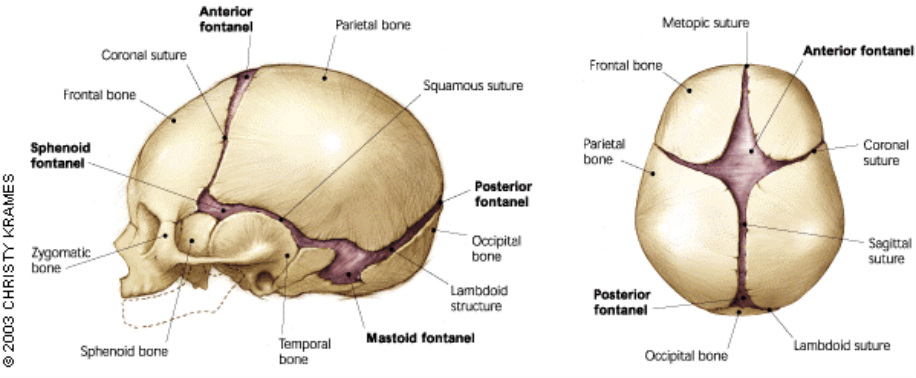 Anterior
fontanel
Parietal bone
Coronal suture
Squamous suture
Frontal bone
Sphenoid
fontanel
Posterior
fontanel
Zygomatic
bone
Occipital
bone
Lambdoid
structure
Mastoid fontanel
Temporal
bone
Sphenoid bone
© 2003 CHRISTY KRAMES
Metopic suture
Anterior fontanel
Frontal bone
Parietal
bone
Coronal
suture
Sagittal
suture
Posterior
fontanel
Lambdoid suture
Occipital bone